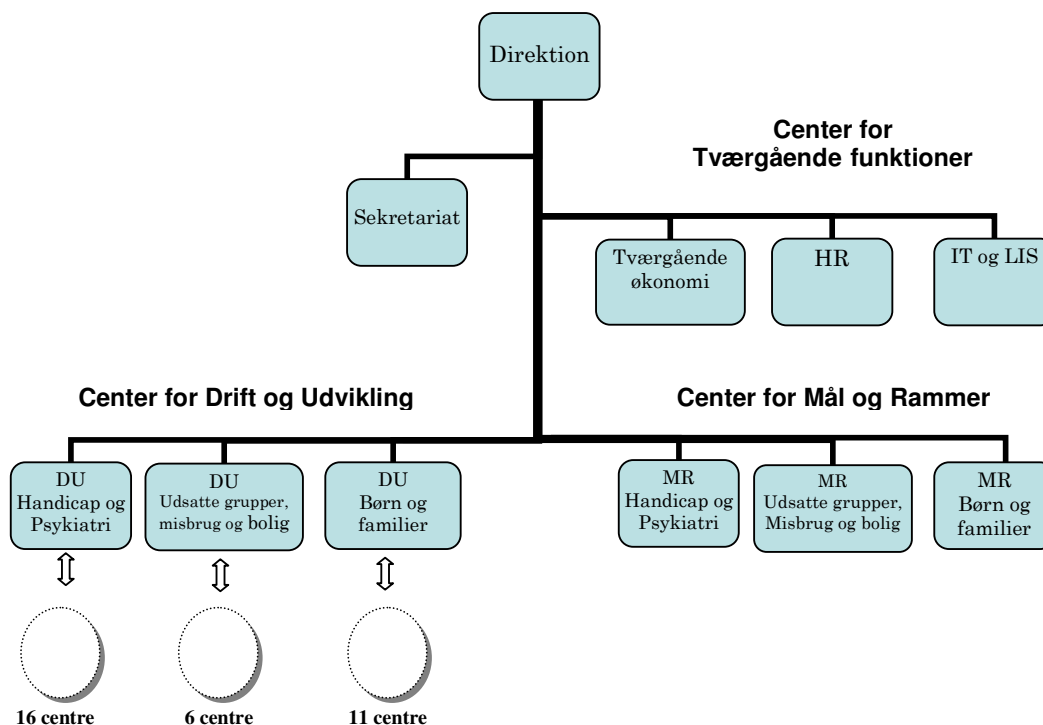 Direktion
Center for
Tværgående funktioner
Sekretariat
Tværgående
økonomi
HR
IT og LIS
Center for Drift og Udvikling
Center for Mål og Rammer
DU
Handicap og
Psykiatri
DU
Udsatte grupper,
misbrug og bolig
DU
Børn og
familier
MR
Handicap og
Psykiatri
MR
Udsatte grupper,
Misbrug og bolig
MR
Børn og
familier
16 centre
6 centre
11 centre